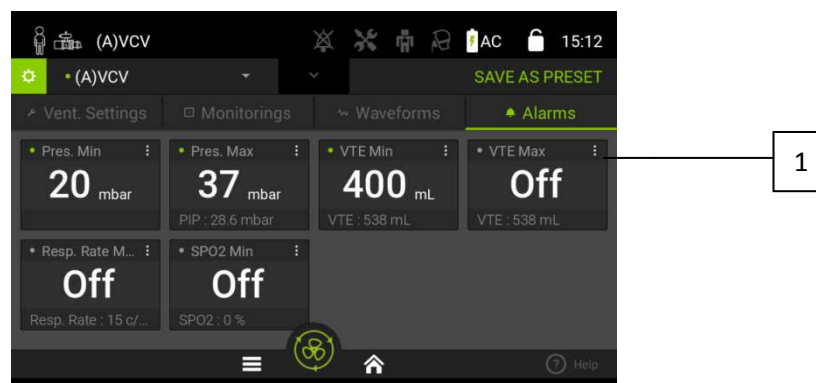 (A)VCV AC 15:12
• (A)VCV SAVE AS PRESET
Vent. Settings Monitorings Waveforms Alarms
1
• Pres. Min • Pres. Max • VTE Min • VTE Max
20 mbar 37 mbar 400 mL Off
PIP : 28.6 mbar VTE : 538 mL VTE : 538 mL
• Resp. Rate M... • SPO2 Min
Off Off
Resp. Rate : 15 c/... SPO2 : 0 %
? Help